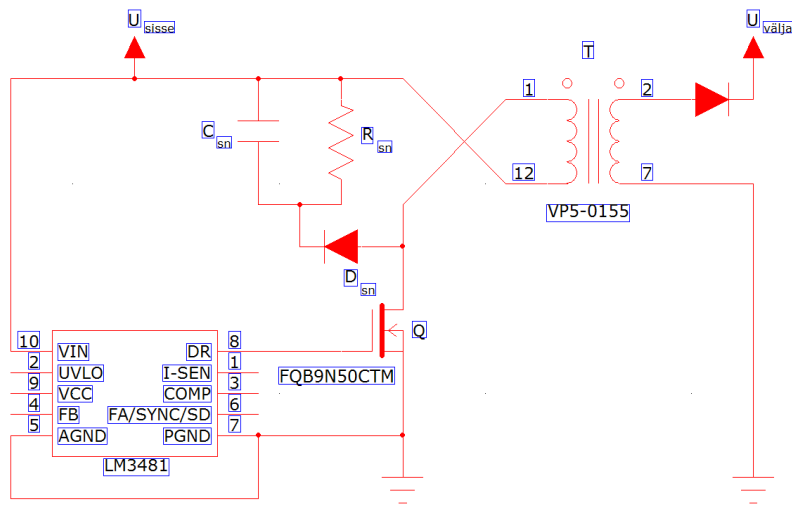 U sisse
U välja
T
1
2
C sn
R sn
12
7
VP5-0155
D sn
Q
10 VIN DR 8
2 UVLO I-SEN 1
9 VCC COMP 3
4 FB FA/SYNC/SD 6
5 AGND PGND 7
FQB9N50CTM
LM3481